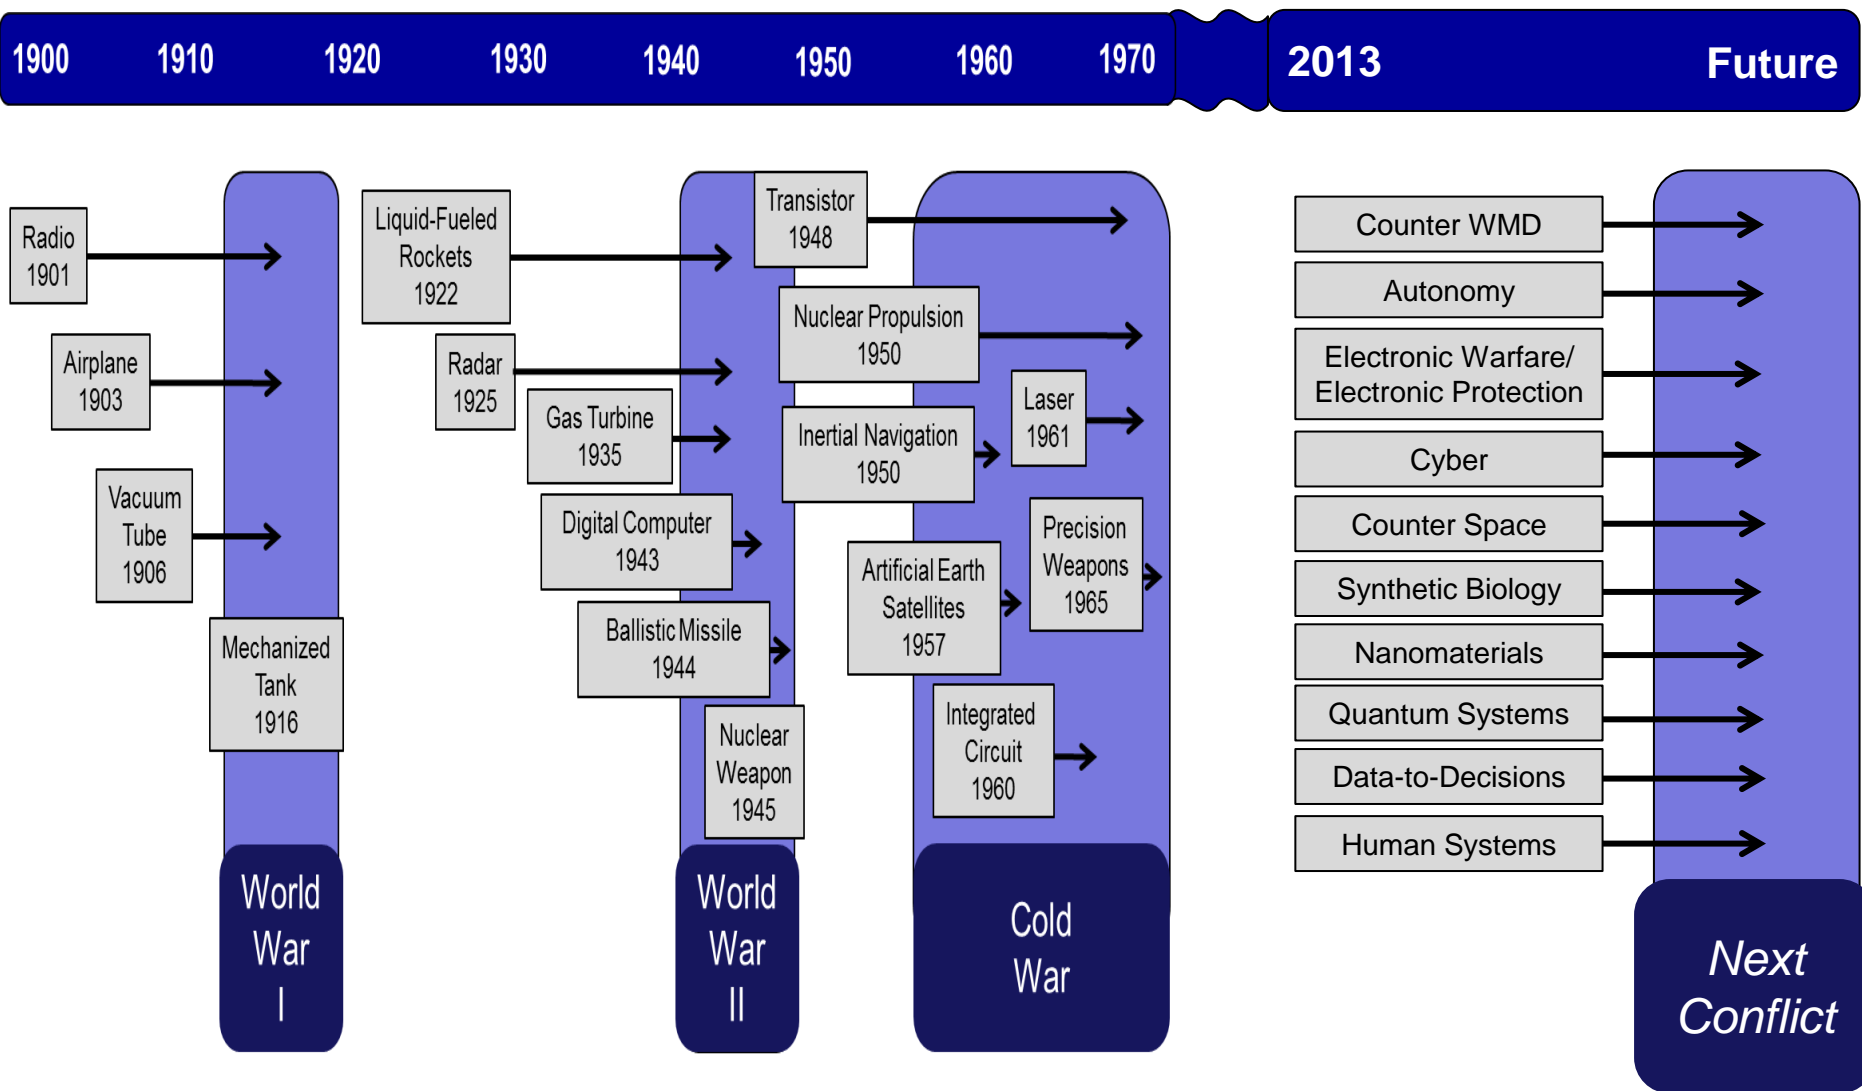 1900 1910 1920 1930 1940 1950 1960 1970 2013 Future
Radio
1901
Airplane
1903
Vacuum
Tube
1906
Mechanized
Tank
1916
World
War
I
Liquid-Fueled
Rockets
1922
Radar
1925
Gas Turbine
1935
Digital Computer
1943
Ballistic Missile
1944
Nuclear
Weapon
1945
World
War
II
Transistor
1948
Nuclear Propulsion
1950
Inertial Navigation
1950
Laser
1961
Precision
Weapons
1965
Artificial Earth
Satellites
1957
Integrated
Circuit
1960
Cold
War
Counter WMD
Autonomy
Electronic Warfare/
Electronic Protection
Cyber
Counter Space
Synthetic Biology
Nanomaterials
Quantum Systems
Data-to-Decisions
Human Systems
Next
Conflict